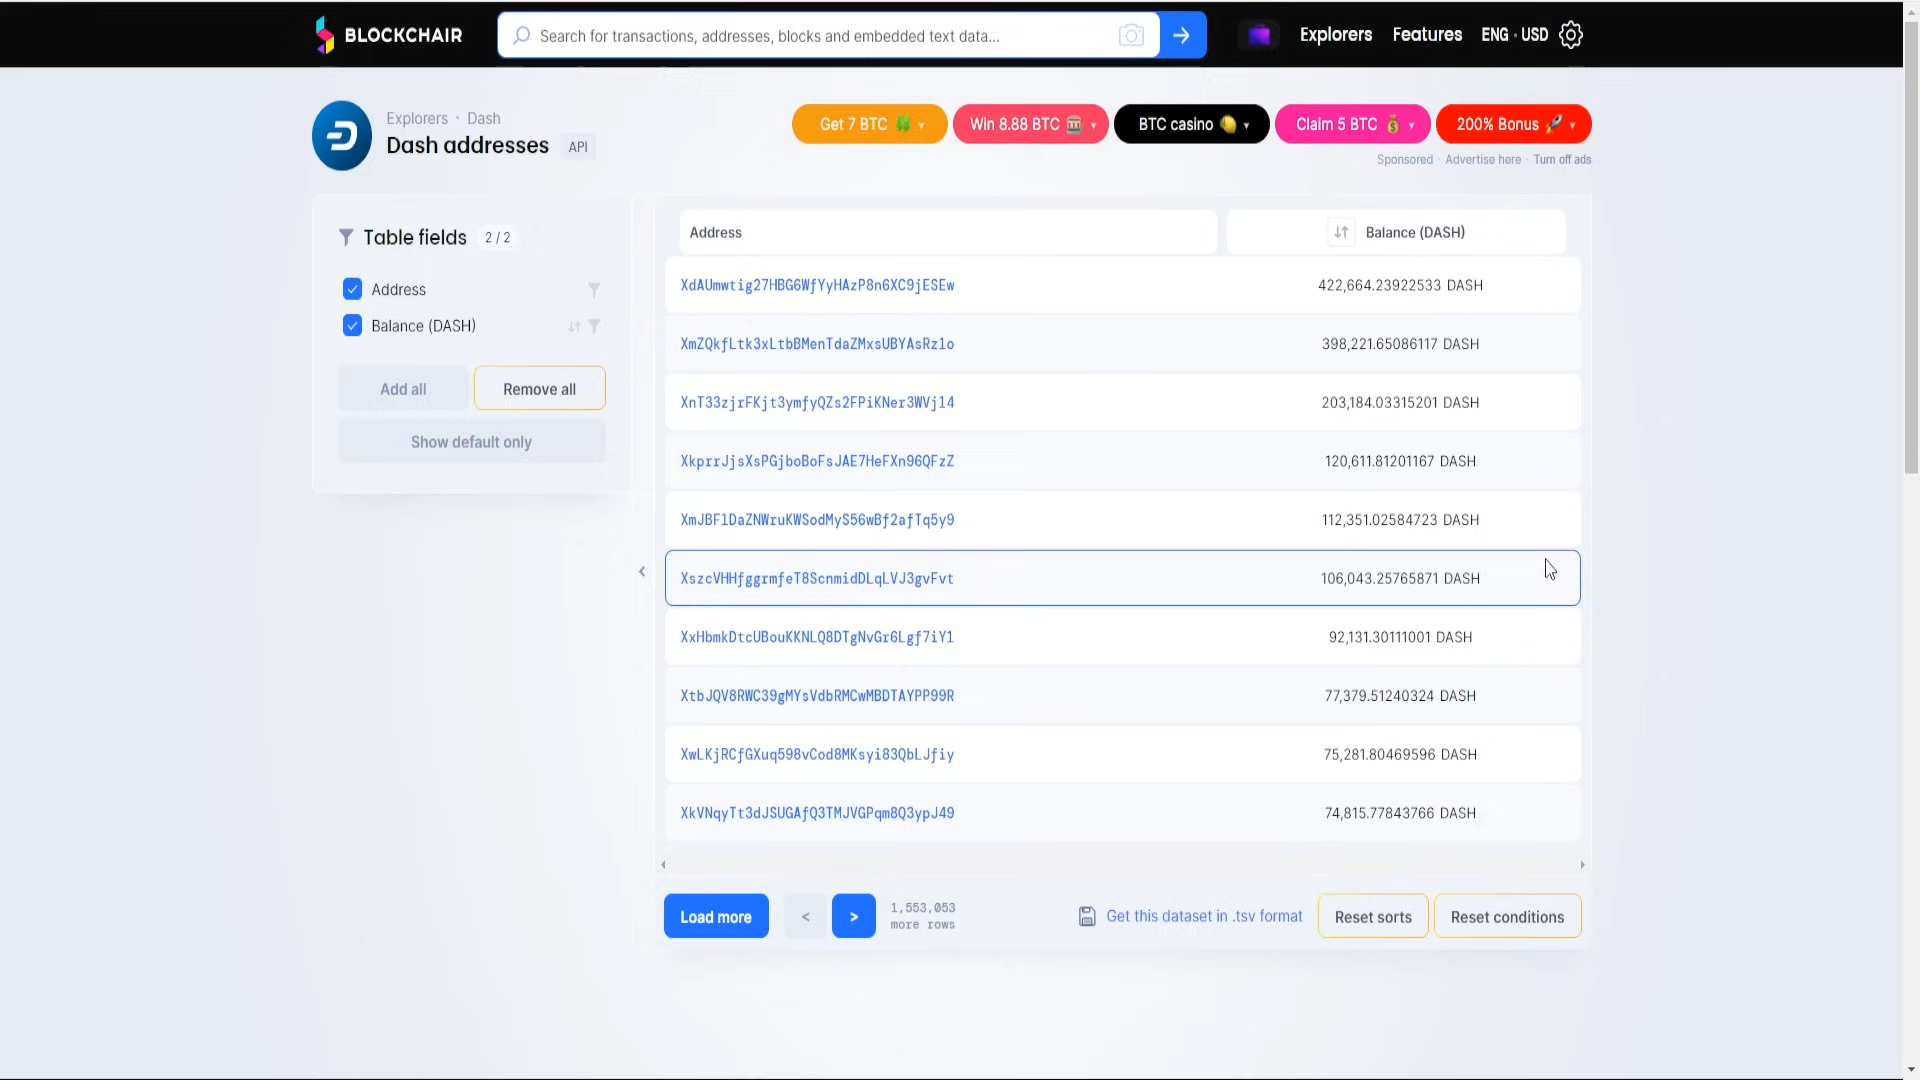 BLOCKCHAIR
Search for transactions, addresses, blocks and embedded text data...
Explorers
Features
ENG · USD
Explorers · Dash
Dash addresses
API
Get 7 BTC
Win 8.88 BTC
BTC casino
Claim 5 BTC
200% Bonus
Sponsored · Advertise here · Turn off ads
Table fields 2 / 2
Address
Balance (DASH)
Add all
Remove all
Show default only
Address
Balance (DASH)
XdAUmwtig27HBG6WfYyHAzP8n6XC9jESEw 422,664.23922533 DASH
XmZQkfLtk3xLtbBMenTdaZMxsUBYAsRz1o 398,221.65086117 DASH
XnT33zjrFKjt3ymfyQZs2FPiKNer3WVj14 203,184.03315201 DASH
XkprrJjsXsPGjboBoFsJAE7HeFXn96QFzZ 120,611.81201167 DASH
XmJBF1DaZNWruKWSodMyS56wBf2afTq5y9 112,351.02584723 DASH
XszcVHHfggrmfeT8ScnmidDLqLVJ3gvFvt 106,043.25765871 DASH
XxHbmkDtcUBouKKNLQ8DTgNvGr6Lgf7iY1 92,131.30111001 DASH
XtbJQV8RWC39gMYsVdbRMCwMBDTAYPP99R 77,379.51240324 DASH
XwLKjRCfGXuq598vCod8MKsyi83QbLJfiy 75,281.80469596 DASH
XkVNqyTt3dJSUGAfQ3TMJVGPqm8Q3ypJ49 74,815.77843766 DASH
Load more
<
>
1,553,053
more rows
Get this dataset in .tsv format
Reset sorts
Reset conditions